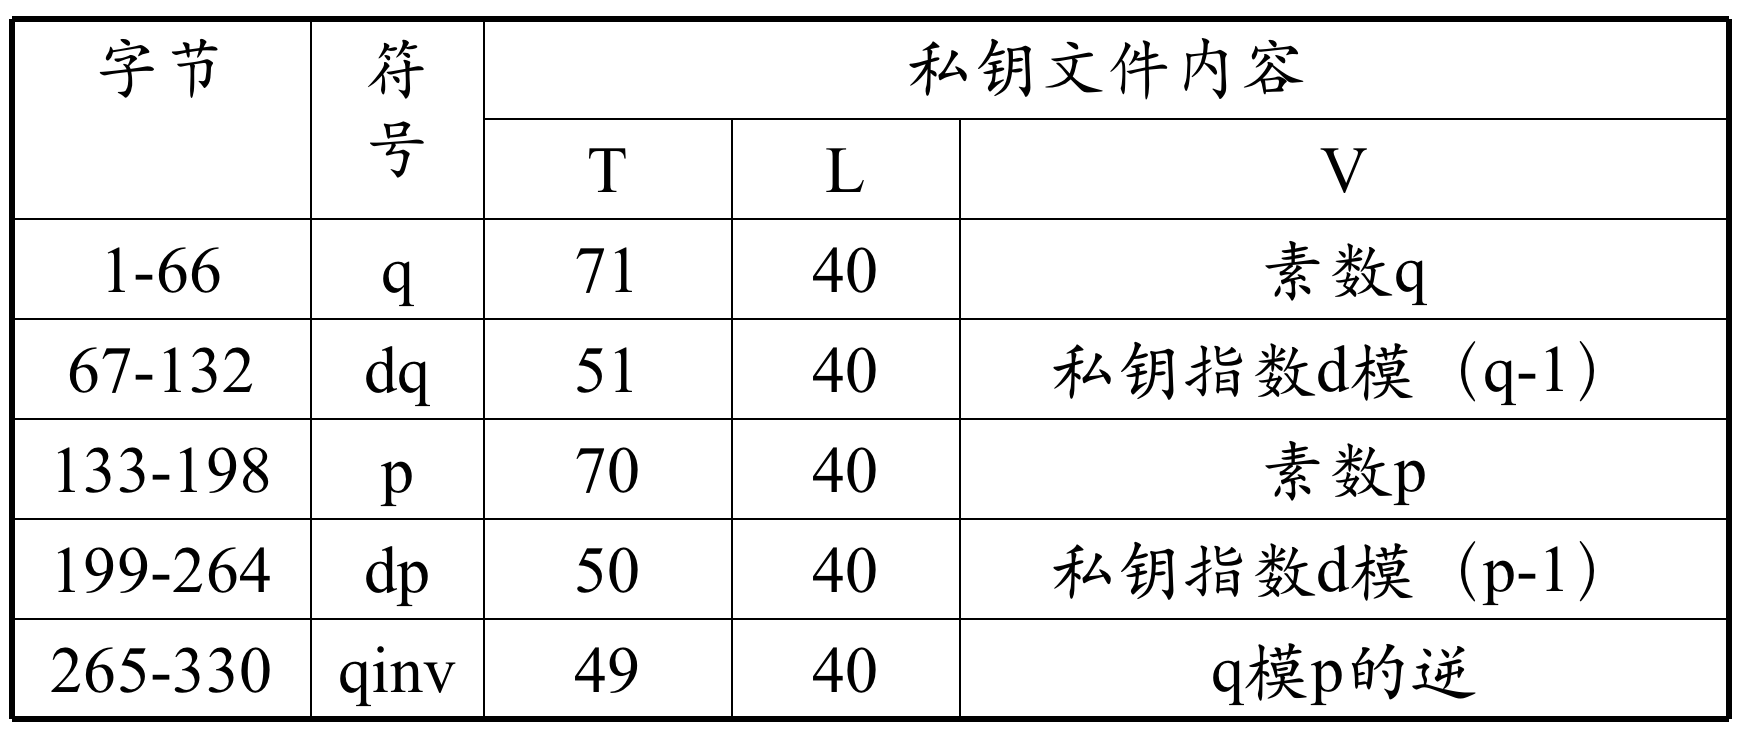 字节 符号 私钥文件内容
T L V
1-66 q 71 40 素数q
67-132 dq 51 40 私钥指数d模（q-1）
133-198 p 70 40 素数p
199-264 dp 50 40 私钥指数d模（p-1）
265-330 qinv 49 40 q模p的逆